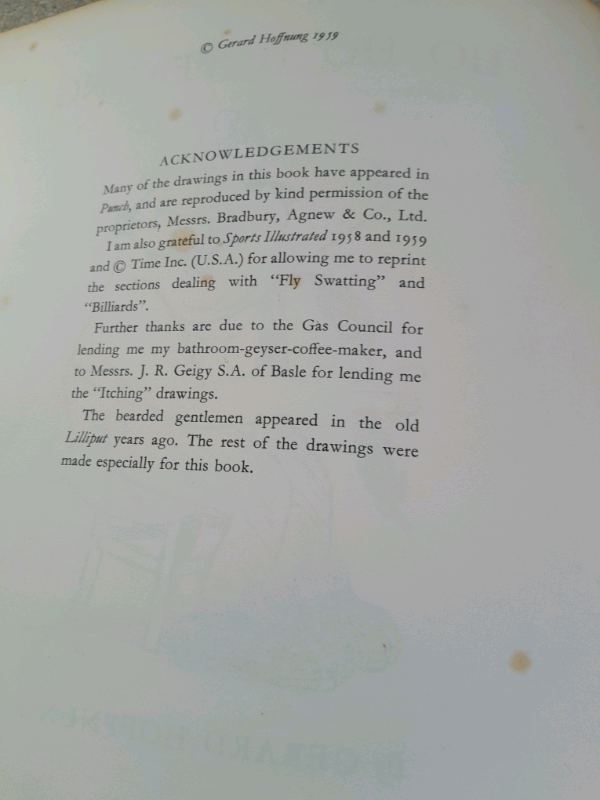 © Gerard Hoffnung 1959
ACKNOWLEDGEMENTS
Many of the drawings in this book have appeared in
Punch, and are reproduced by kind permission of the
proprietors, Messrs. Bradbury, Agnew & Co., Ltd.
I am also grateful to Sports Illustrated 1958 and 1959
and © Time Inc. (U.S.A.) for allowing me to reprint
the sections dealing with "Fly Swatting" and
"Billiards".
Further thanks are due to the Gas Council for
lending me my bathroom-geyser-coffee-maker, and
to Messrs. J. R. Geigy S.A. of Basle for lending me
the "Itching" drawings.
The bearded gentlemen appeared in the old
Lilliput years ago. The rest of the drawings were
made especially for this book.